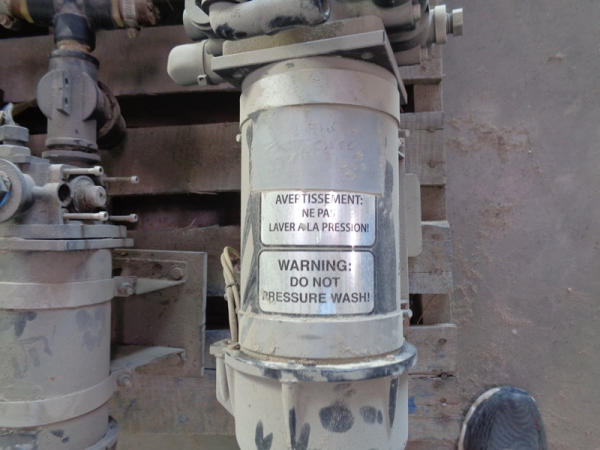 AVERTISSEMENT:
NE PAS
LAVER A LA PRESSION!
WARNING:
DO NOT
PRESSURE WASH!